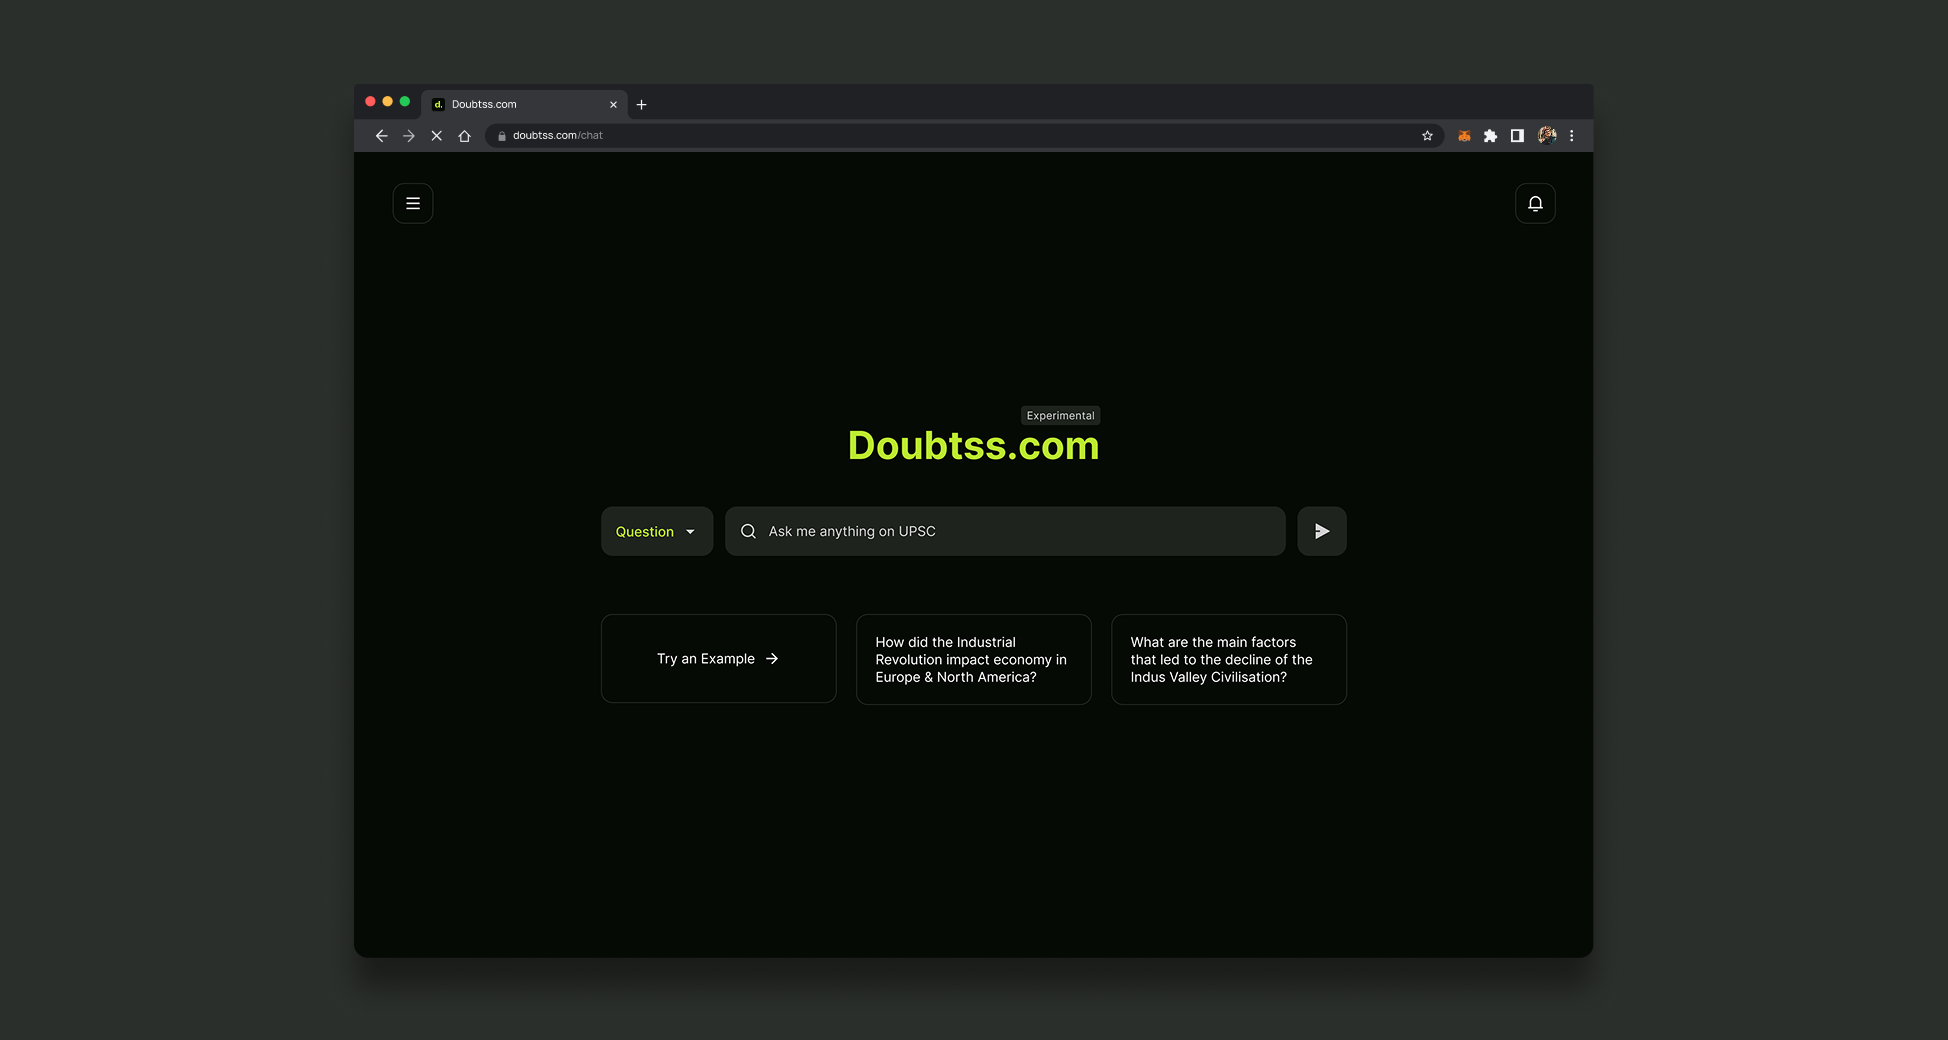 d. Doubtss.com
doubtss.com/chat
Experimental
Doubtss.com
Question
Ask me anything on UPSC
Try an Example
How did the Industrial
Revolution impact economy in
Europe & North America?
What are the main factors
that led to the decline of the
Indus Valley Civilisation?